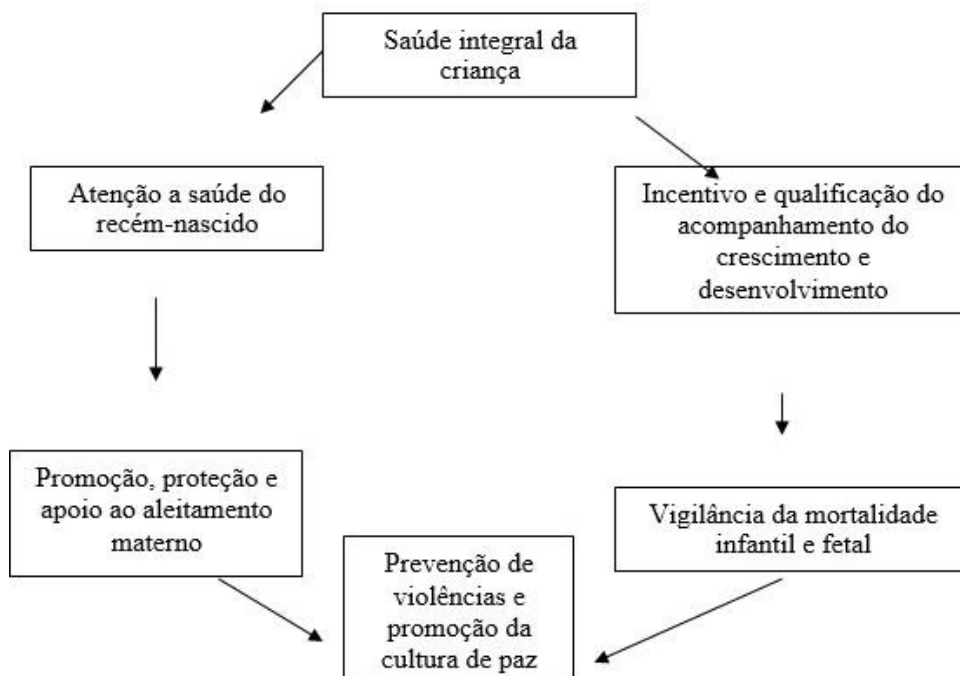 Saúde integral da
criança
Atenção a saúde do
recém-nascido
Incentivo e qualificação do
acompanhamento do
crescimento e
desenvolvimento
Promoção, proteção e
apoio ao aleitamento
materno
Vigilância da mortalidade
infantil e fetal
Prevenção de
violências e
promoção da
cultura de paz